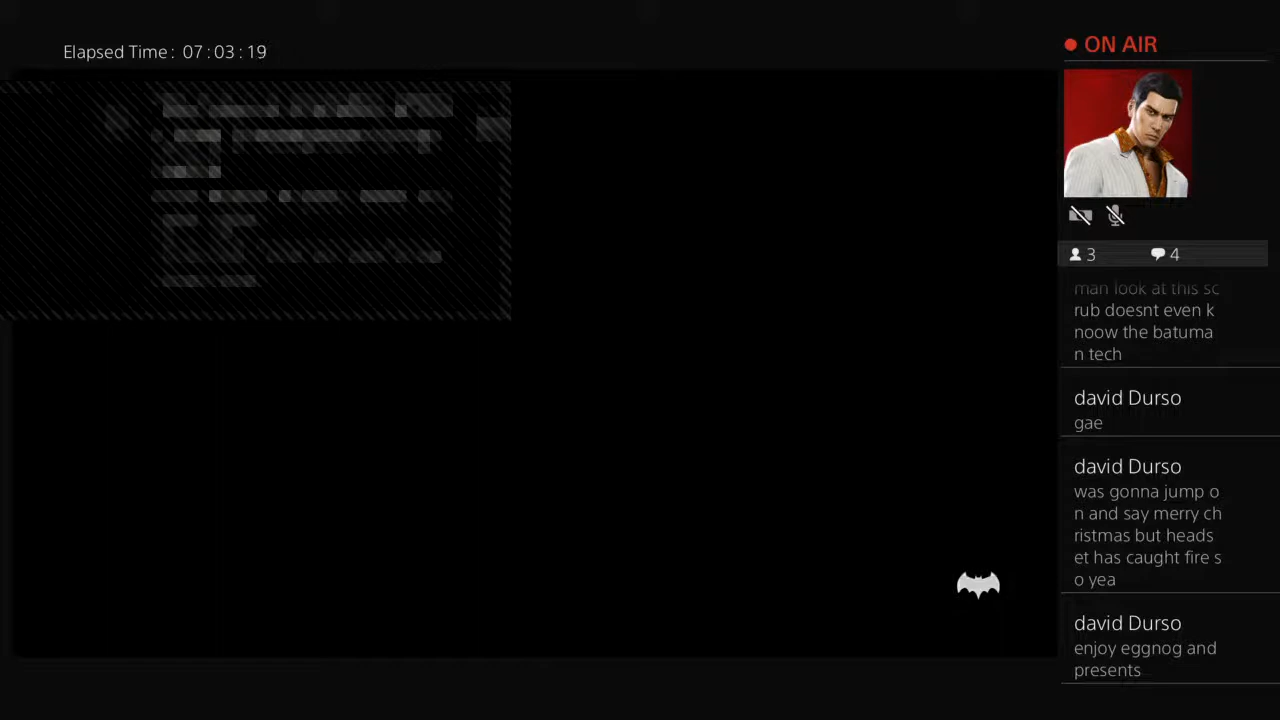 Elapsed Time: 07:03:19
ON AIR
3 4
man look at this sc
rub doesnt even k
noow the batuma
n tech
david Durso
gae
david Durso
was gonna jump o
n and say merry ch
ristmas but heads
et has caught fire s
o yea
david Durso
enjoy eggnog and
presents